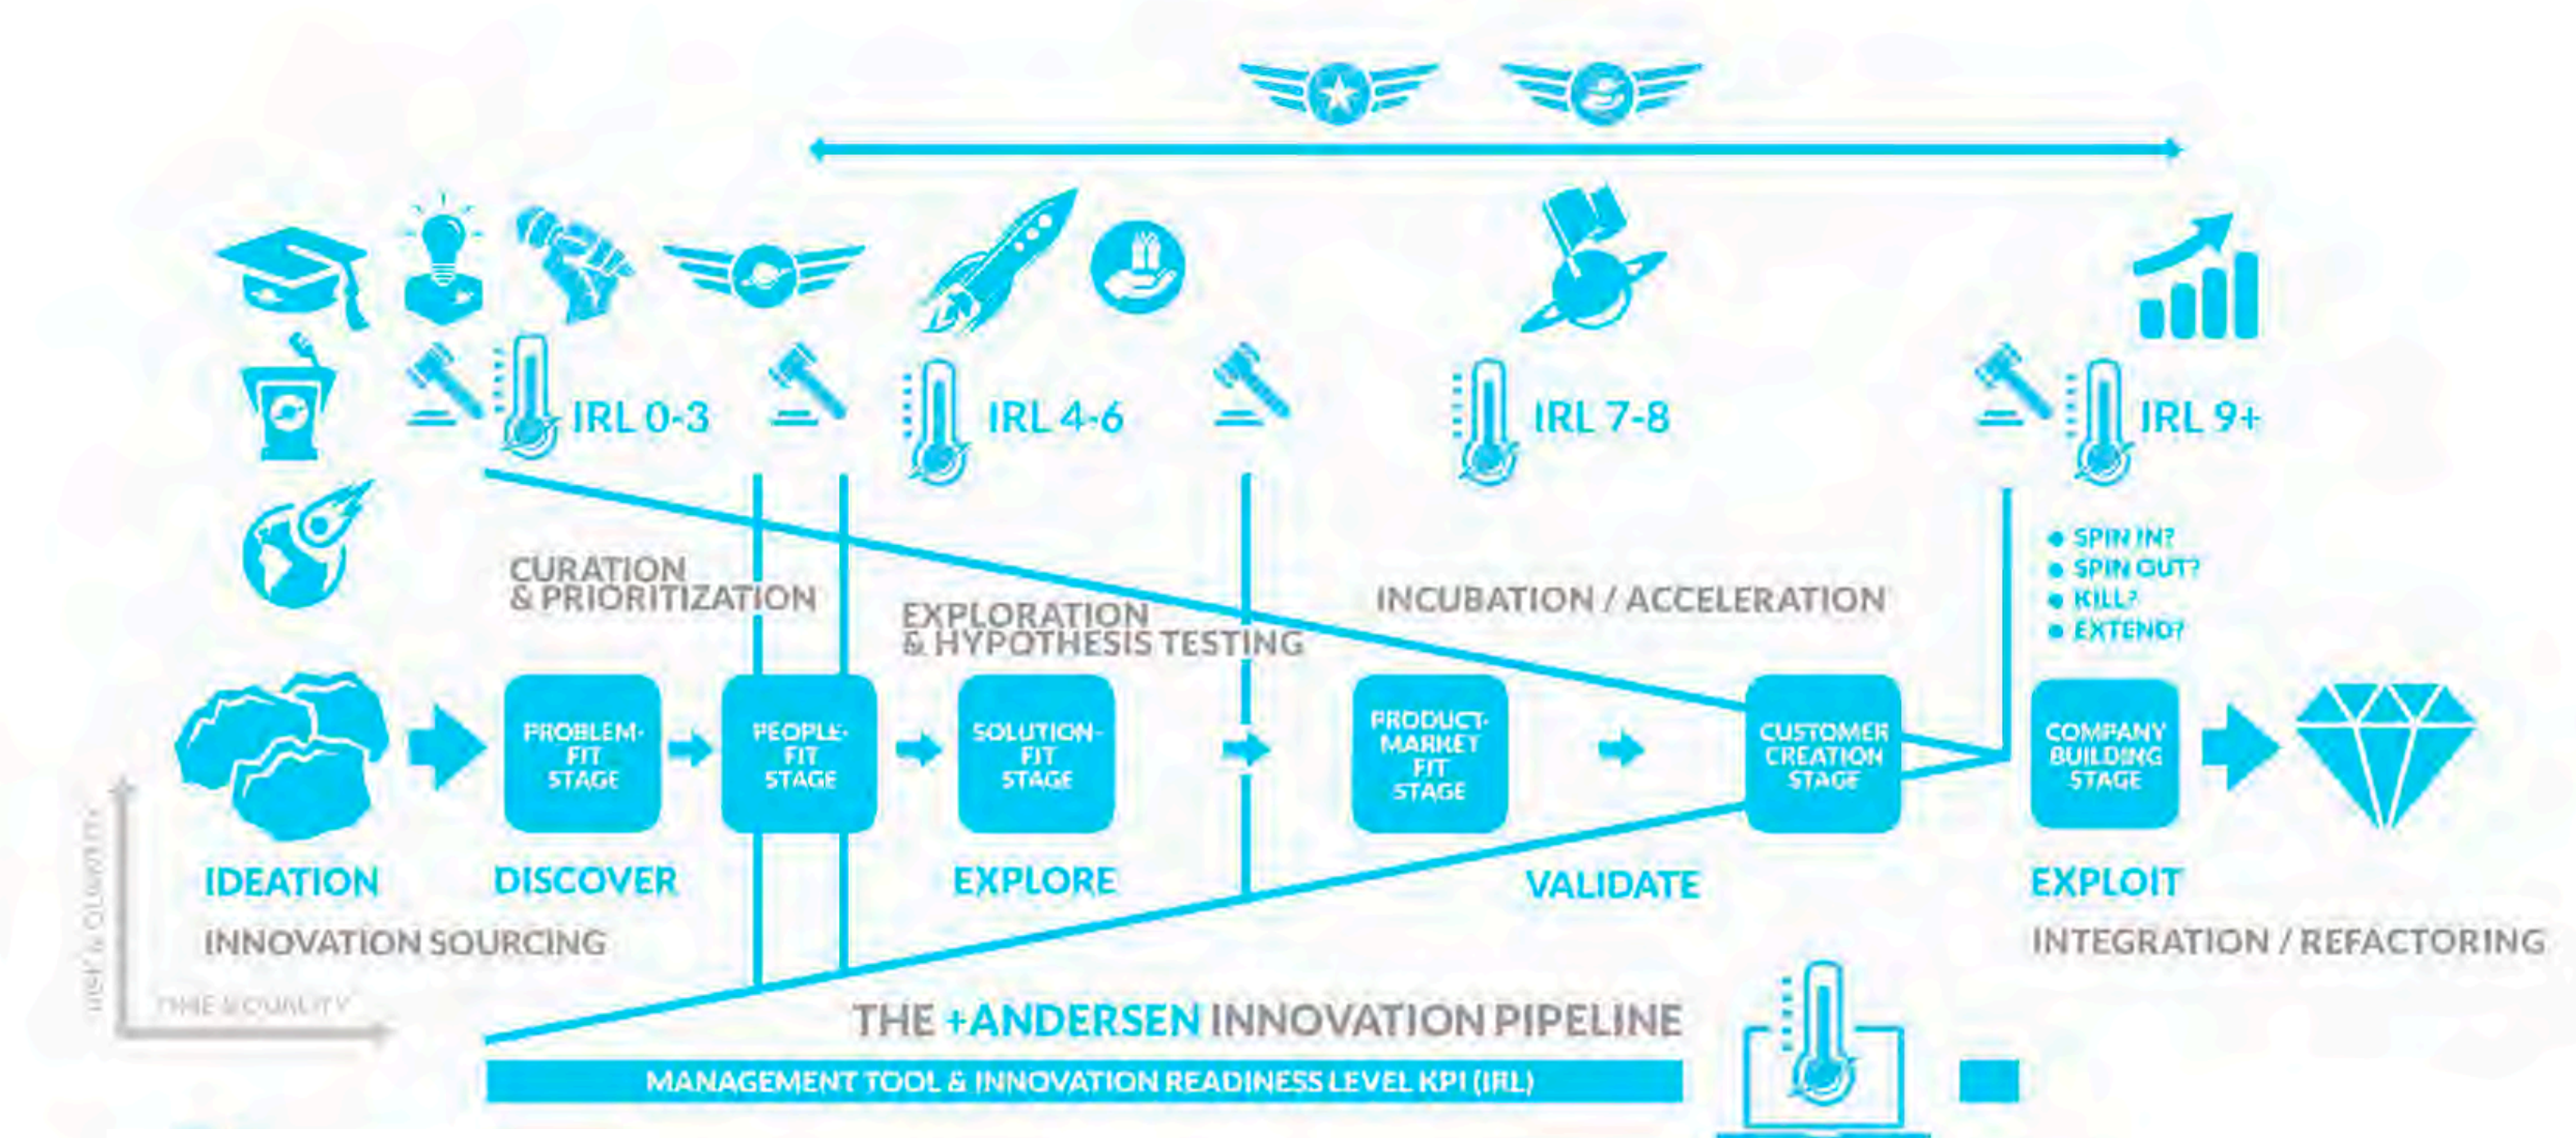 IRL 0-3
IRL 4-6
IRL 7-8
IRL 9+
CURATION
& PRIORITIZATION
EXPLORATION
& HYPOTHESIS TESTING
INCUBATION / ACCELERATION
● SPIN IN?
● SPIN OUT?
● KILL?
● EXTEND?
PROBLEM-
FIT
STAGE
PEOPLE-
FIT
STAGE
SOLUTION-
FIT
STAGE
PRODUCT-
MARKET
FIT
STAGE
CUSTOMER
CREATION
STAGE
COMPANY
BUILDING
STAGE
IDEATION
DISCOVER
EXPLORE
VALIDATE
EXPLOIT
INNOVATION SOURCING
INTEGRATION / REFACTORING
TIME & QUALITY
THE +ANDERSEN INNOVATION PIPELINE
MANAGEMENT TOOL & INNOVATION READINESS LEVEL KPI (IRL)